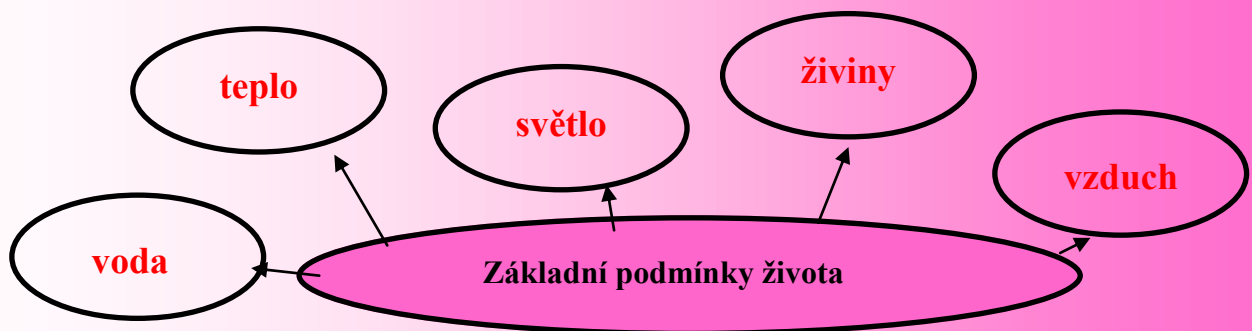 teplo
světlo
živiny
vzduch
voda
Základní podmínky života